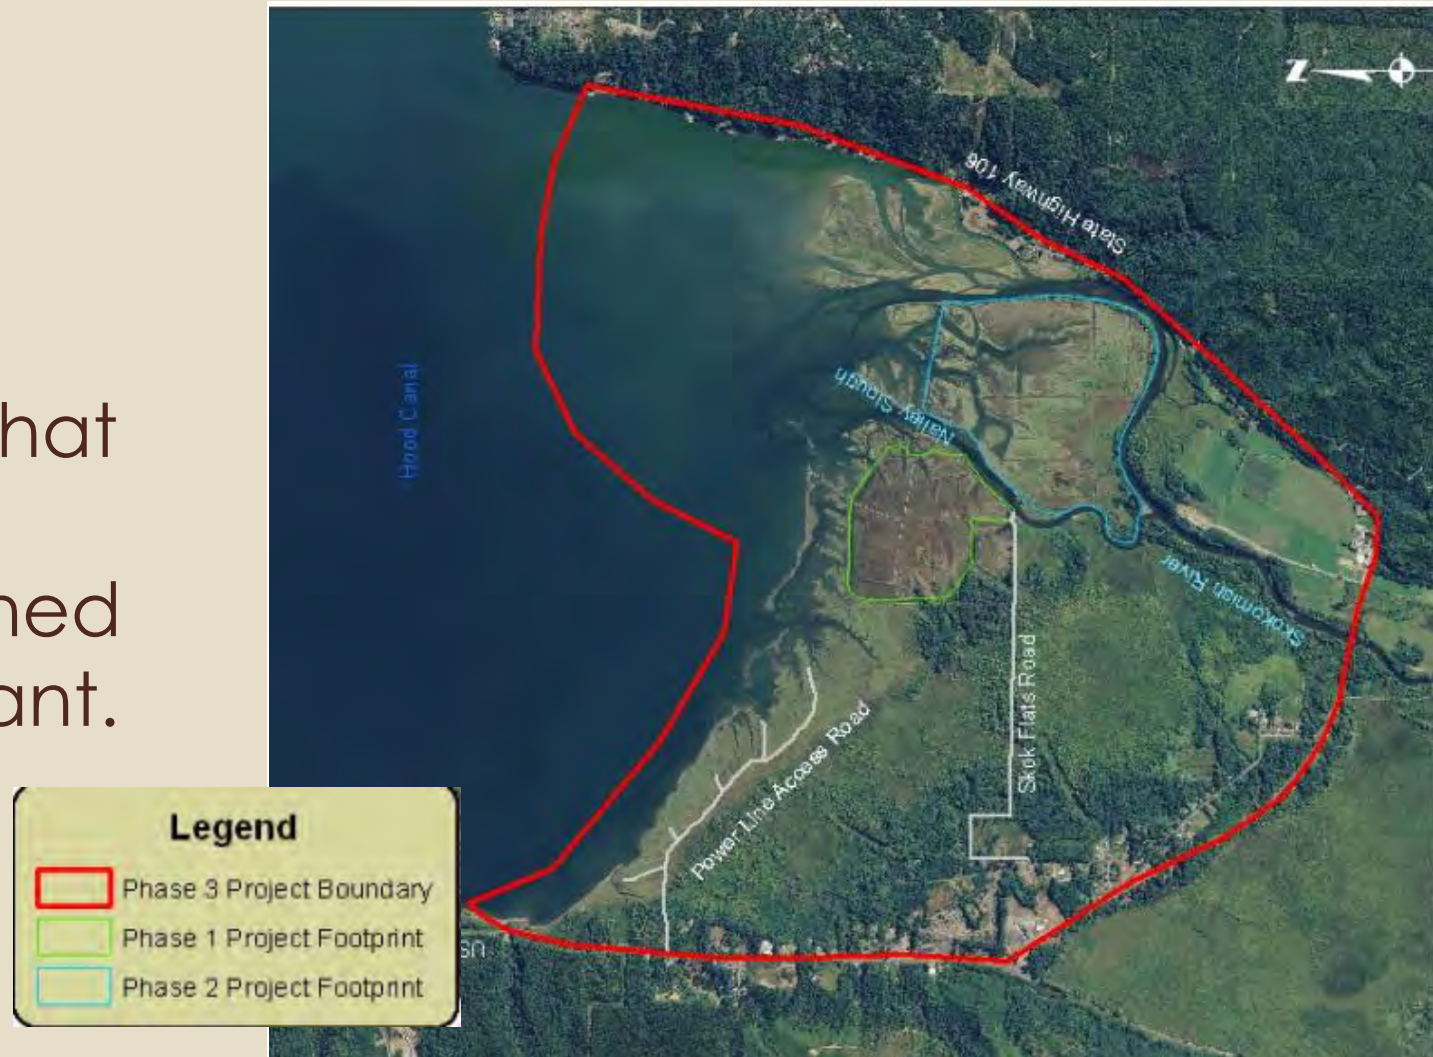 hat
ned
ant.
Z
State Highway 106
Hood Canal
Nalley Slough
Skokomish River
Skok Flats Road
Power Line Access Road
US
Legend
Phase 3 Project Boundary
Phase 1 Project Footprint
Phase 2 Project Footprint